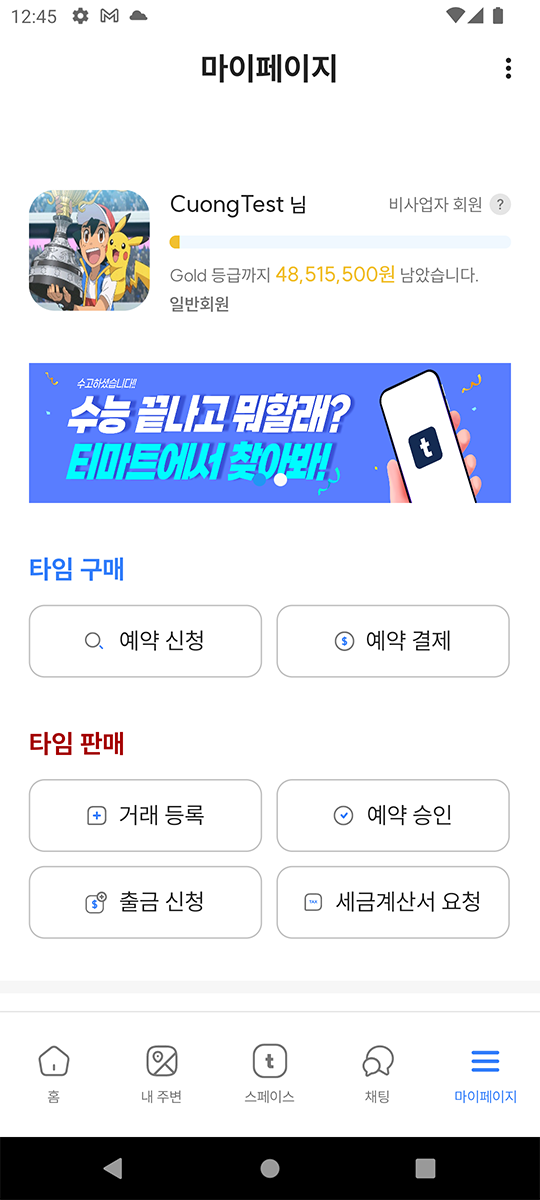 12:45
마이페이지
CuongTest 님
비사업자 회원 ?
Gold 등급까지 48,515,500원 남았습니다.
일반회원
수고하셨습니다!!
수능 끝나고 뭐할래?
티마트에서 찾아봐!
t
타임 구매
예약 신청
$ 예약 결제
타임 판매
거래 등록
예약 승인
$ 출금 신청
TAX 세금계산서 요청
홈
내 주변
t
스페이스
채팅
마이페이지